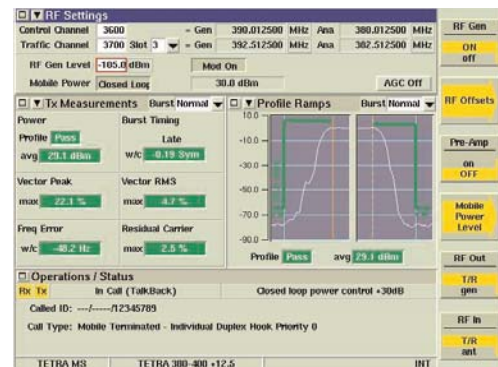 RF Settings
Control Channel 3600 = Gen 390.012500 MHz Ana 380.012500 MHz
Traffic Channel 3700 Slot 3 = Gen 392.512500 MHz Ana 382.512500 MHz
RF Gen Level -105.0 dBm Mod On
Mobile Power Closed Loop 30.0 dBm AGC Off
Tx Measurements Burst Normal
Power Burst Timing
Profile Pass Late
avg 29.1 dBm w/c -0.19 Sym
Vector Peak Vector RMS
max 22.1 % max 4.7 %
Freq Error Residual Carrier
w/c -48.2 Hz max 2.5 %
Profile Ramps Burst Normal
10.0
-10.0
-30.0
-50.0
-70.0
-90.0
Profile Pass avg 29.1 dBm
Operations / Status
Rx Tx In Call (TalkBack) Closed loop power control +30dB
Called ID: ---/-----/12345789
Call Type: Mobile Terminated - Individual Duplex Hook Priority 0
TETRA MS TETRA 380-400 +12.5 INT
RF Gen
ON
off
RF Offsets
Pre-Amp
on
OFF
Mobile
Power
Level
RF Out
T/R
gen
RF In
T/R
ant